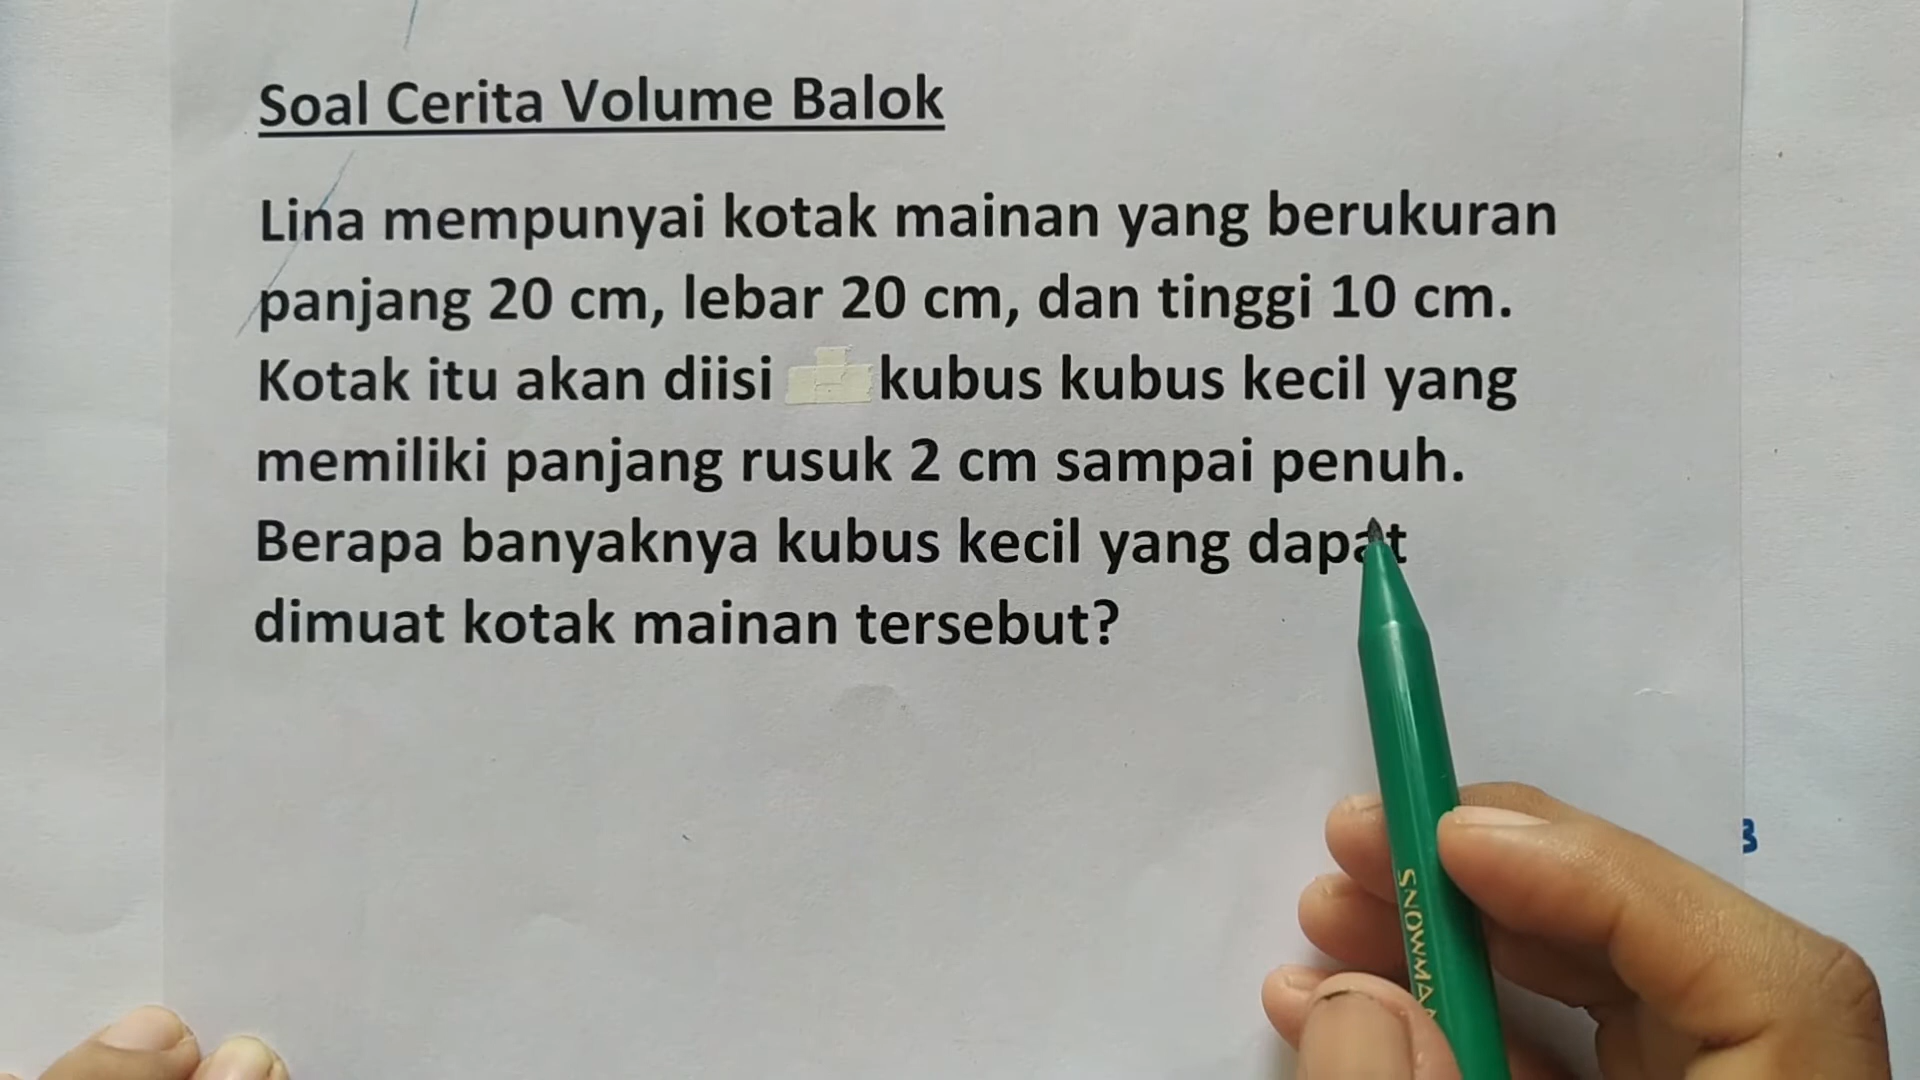 Soal Cerita Volume Balok
Lina mempunyai kotak mainan yang berukuran
panjang 20 cm, lebar 20 cm, dan tinggi 10 cm.
Kotak itu akan diisi kubus kubus kecil yang
memiliki panjang rusuk 2 cm sampai penuh.
Berapa banyaknya kubus kecil yang dapat
dimuat kotak mainan tersebut?
3
SNOWMA